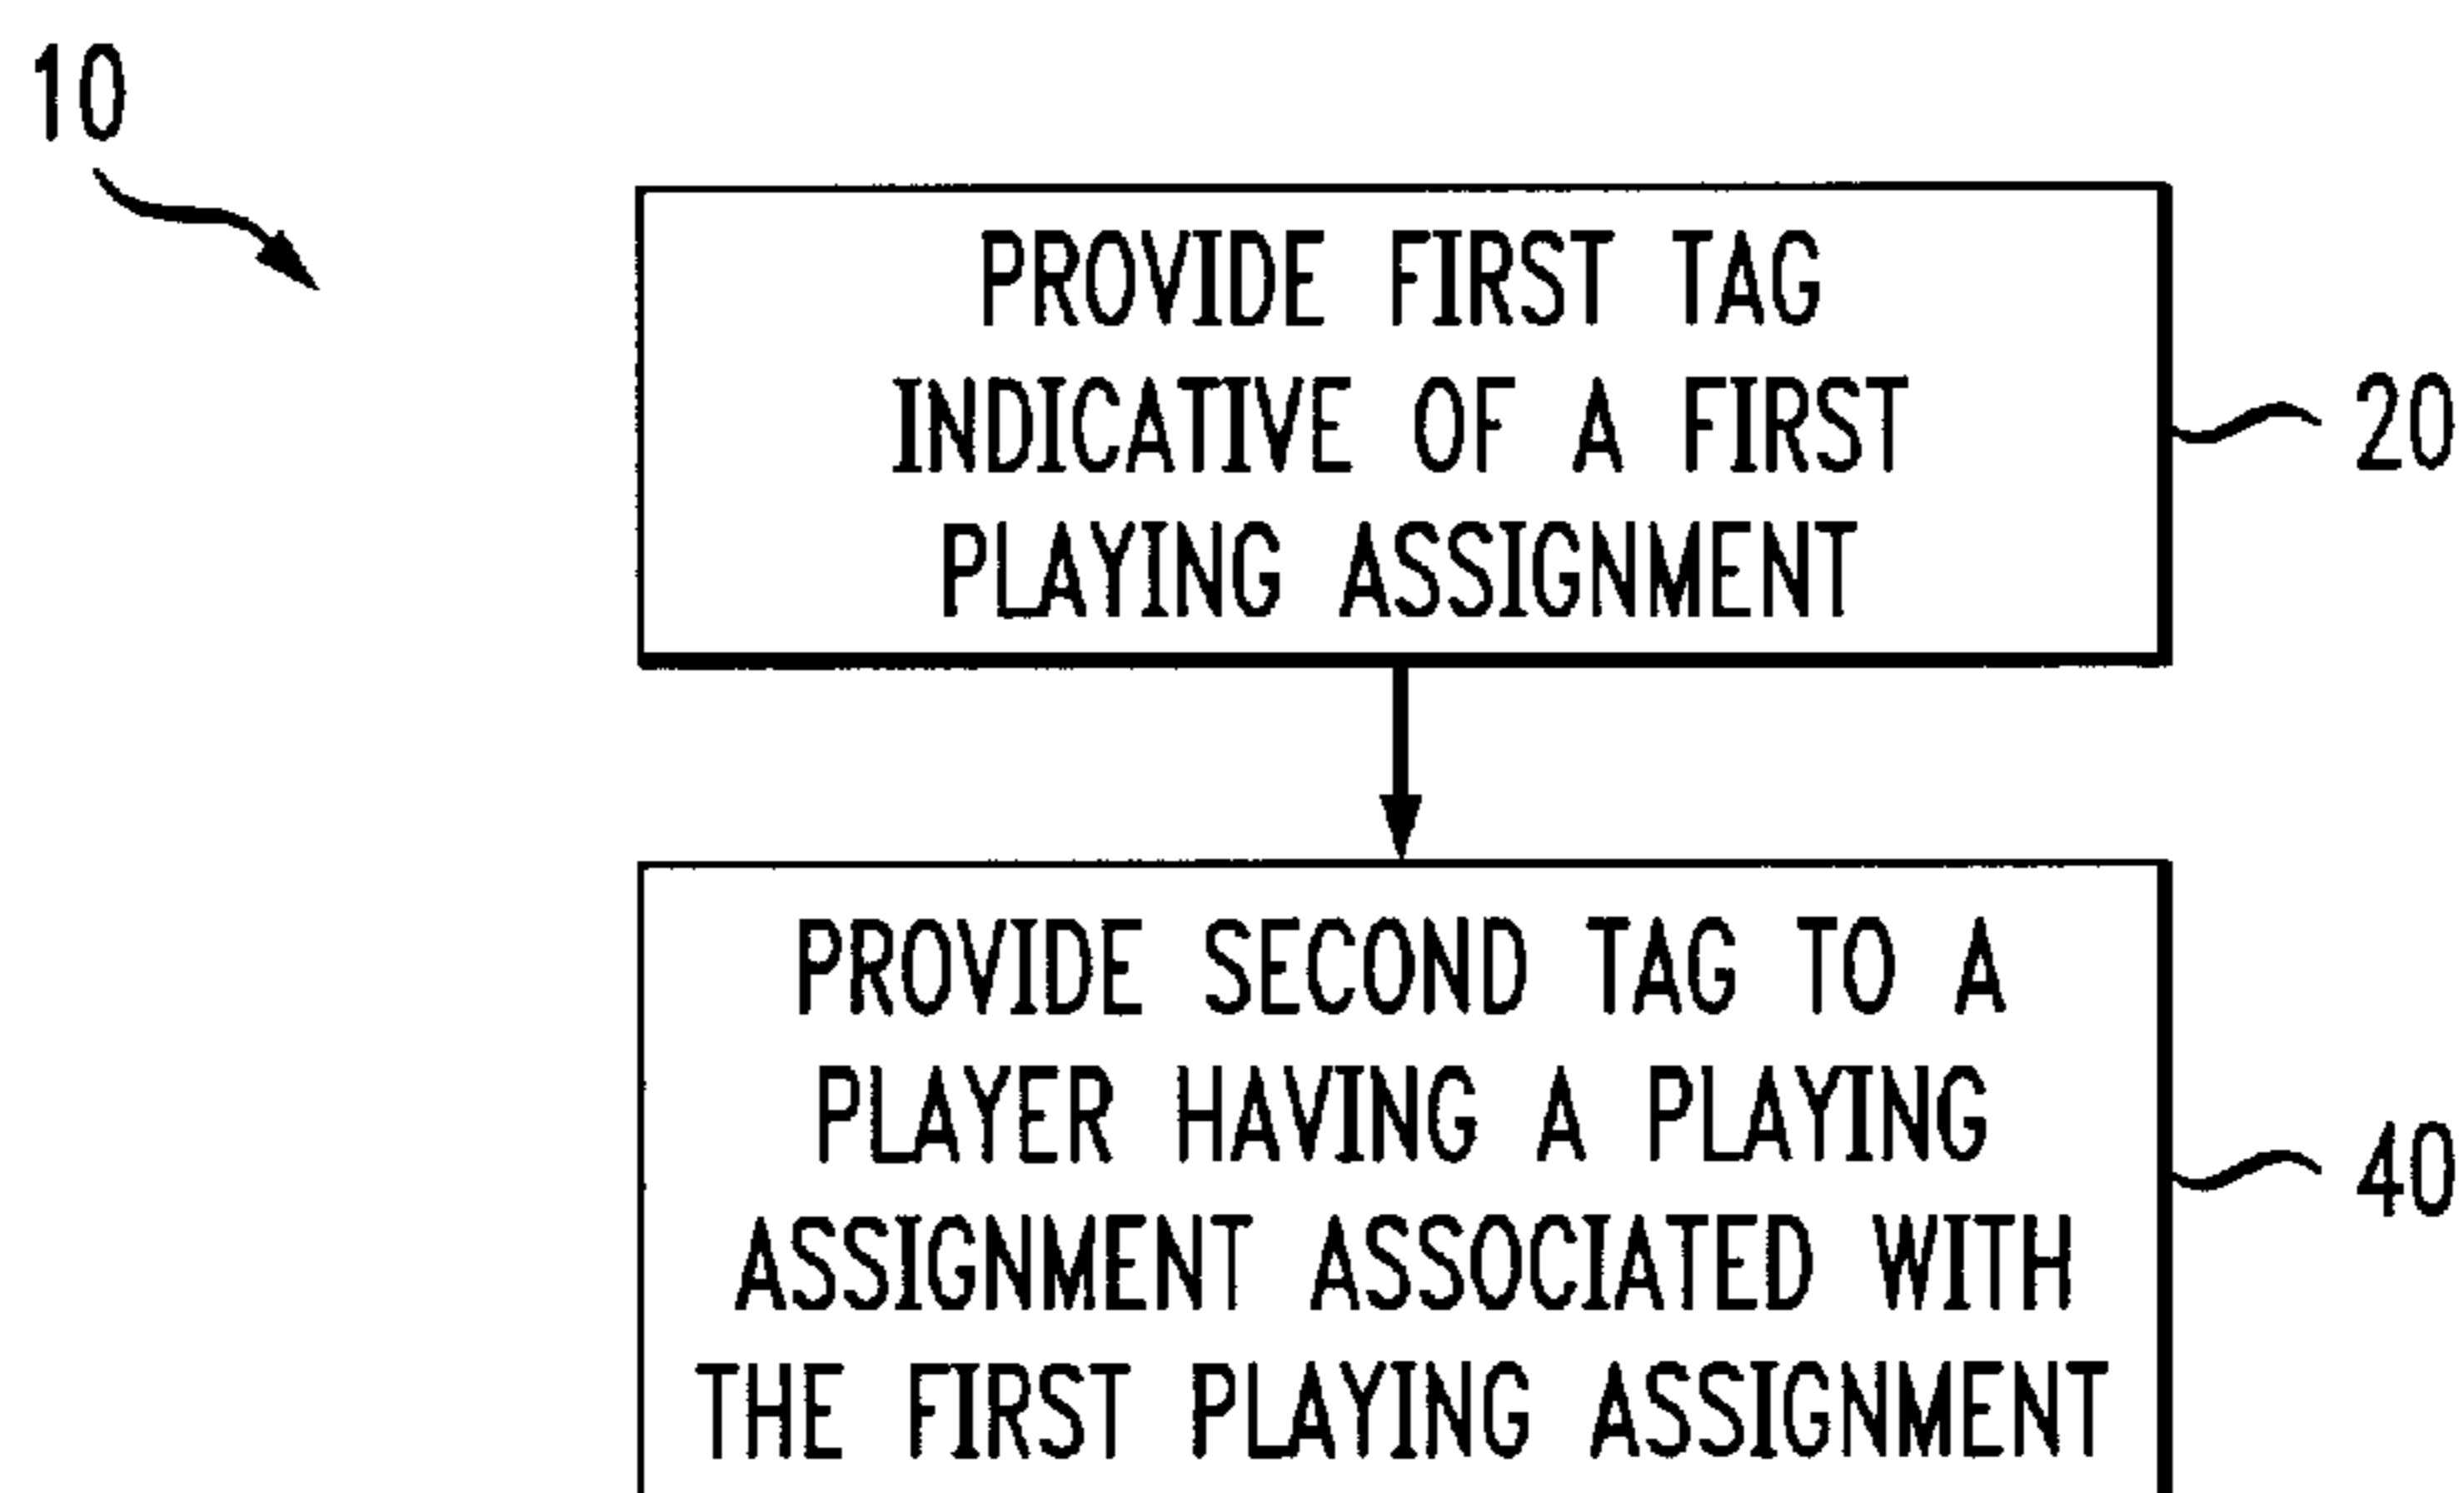 10
PROVIDE FIRST TAG
INDICATIVE OF A FIRST
PLAYING ASSIGNMENT
20
PROVIDE SECOND TAG TO A
PLAYER HAVING A PLAYING
ASSIGNMENT ASSOCIATED WITH
THE FIRST PLAYING ASSIGNMENT
40